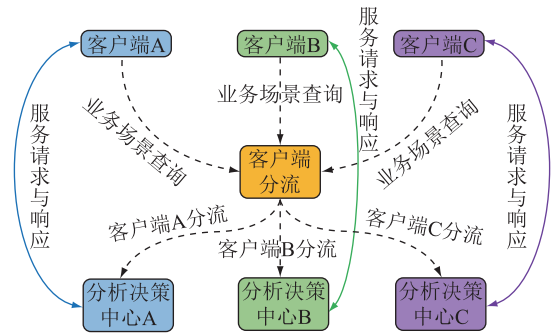 客户端A
客户端B
客户端C
业务场景查询
业务场景查询
业务场景查询
服务请求与响应
服务请求与响应
服务请求与响应
客户端
分流
客户端A分流
客户端B分流
客户端C分流
分析决策
中心A
分析决策
中心B
分析决策
中心C